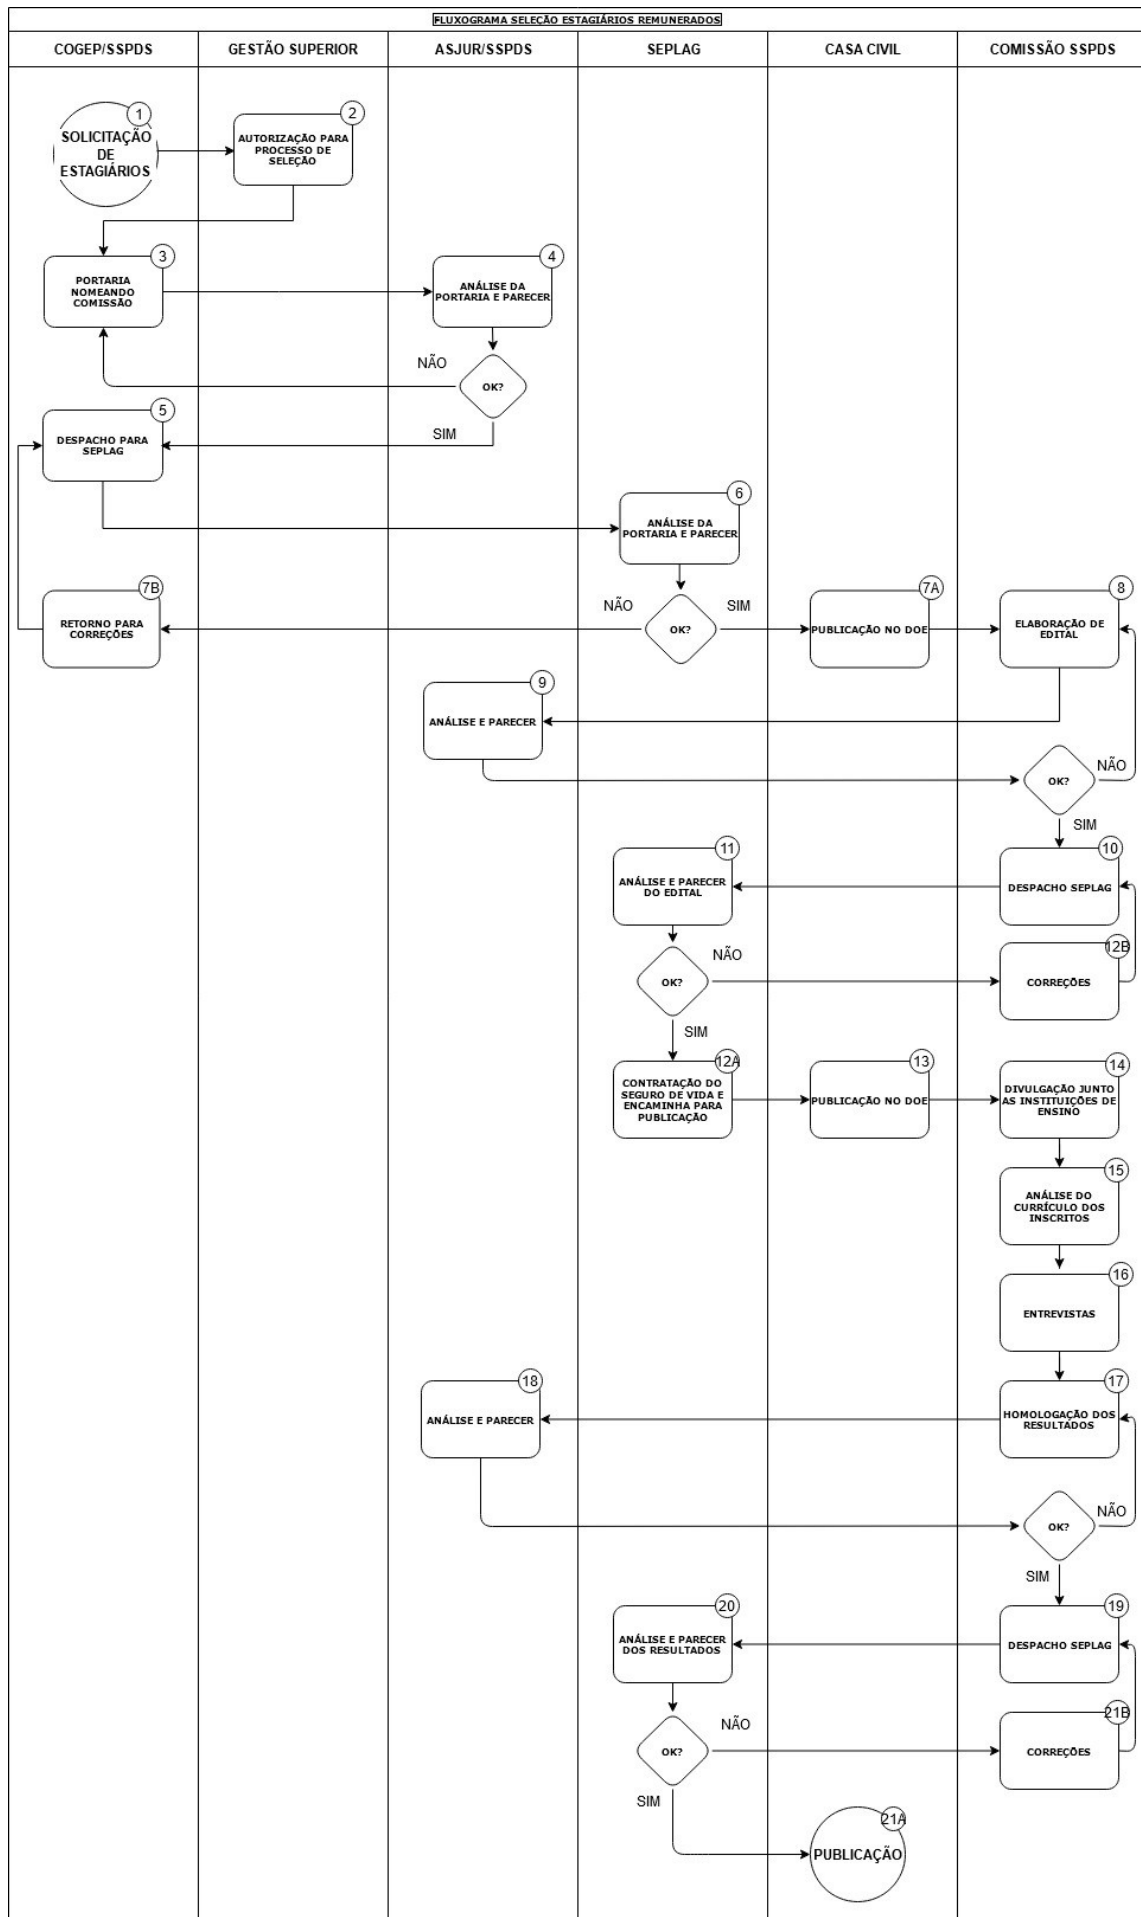 FLUXOGRAMA SELEÇÃO ESTAGIÁRIOS REMUNERADOS
COGEP/SSPDS
GESTÃO SUPERIOR
ASJUR/SSPDS
SEPLAG
CASA CIVIL
COMISSÃO SSPDS
1
SOLICITAÇÃO
DE
ESTAGIÁRIOS
2
AUTORIZAÇÃO PARA
PROCESSO DE
SELEÇÃO
3
PORTARIA
NOMEANDO
COMISSÃO
4
ANÁLISE DA
PORTARIA E PARECER
NÃO
OK?
SIM
5
DESPACHO PARA
SEPLAG
6
ANÁLISE DA
PORTARIA E PARECER
7B
RETORNO PARA
CORREÇÕES
NÃO
OK?
SIM
7A
PUBLICAÇÃO NO DOE
8
ELABORAÇÃO DE
EDITAL
9
ANÁLISE E PARECER
OK?
NÃO
SIM
11
ANÁLISE E PARECER
DO EDITAL
10
DESPACHO SEPLAG
NÃO
OK?
SIM
12B
CORREÇÕES
12A
CONTRATAÇÃO DO
SEGURO DE VIDA E
ENCAMINHA PARA
PUBLICAÇÃO
13
PUBLICAÇÃO NO DOE
14
DIVULGAÇÃO JUNTO
AS INSTITUIÇÕES DE
ENSINO
15
ANÁLISE DO
CURRÍCULO DOS
INSCRITOS
16
ENTREVISTAS
18
ANÁLISE E PARECER
17
HOMOLOGAÇÃO DOS
RESULTADOS
OK?
NÃO
SIM
20
ANÁLISE E PARECER
DOS RESULTADOS
19
DESPACHO SEPLAG
NÃO
OK?
SIM
21B
CORREÇÕES
21A
PUBLICAÇÃO